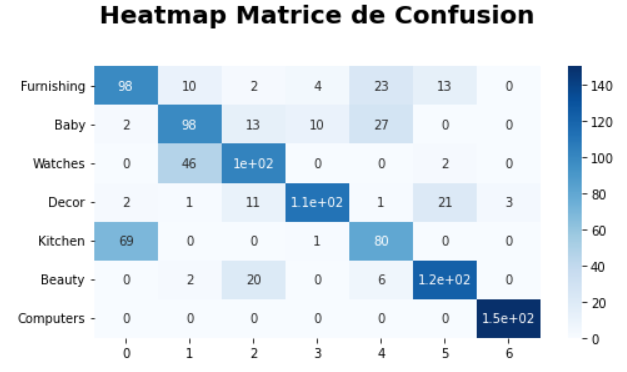 Heatmap Matrice de Confusion
Furnishing 98 10 2 4 23 13 0
Baby 2 98 13 10 27 0 0
Watches 0 46 1e+02 0 0 2 0
Decor 2 1 11 1.1e+02 1 21 3
Kitchen 69 0 0 1 80 0 0
Beauty 0 2 20 0 6 1.2e+02 0
Computers 0 0 0 0 0 0 1.5e+02
0 1 2 3 4 5 6
140
120
100
80
60
40
20
0